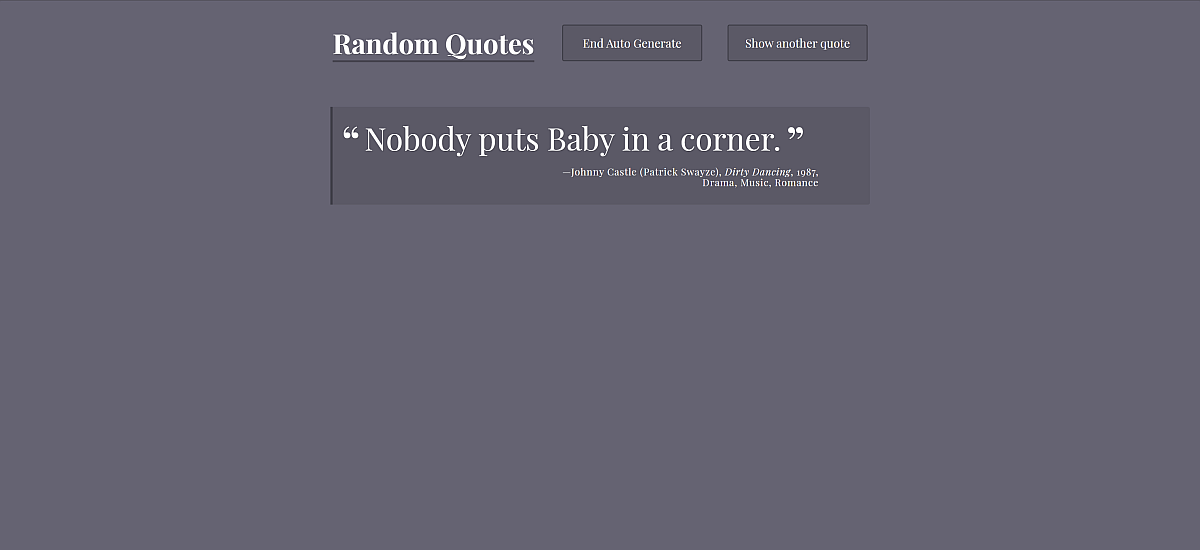 Random Quotes
End Auto Generate
Show another quote
“ Nobody puts Baby in a corner. ”
—Johnny Castle (Patrick Swayze), Dirty Dancing, 1987,
Drama, Music, Romance